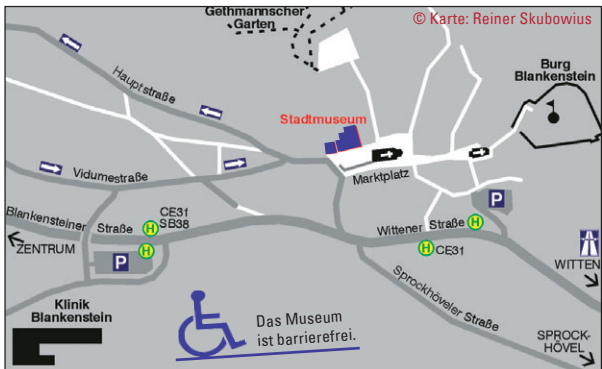 Gethmannscher
Garten
© Karte: Reiner Skubowius
Burg
Blankenstein
Hauptstraße
Stadtmuseum
Marktplatz
Vidumestraße
CE31
SB38
Blankensteiner Straße
Wittener Straße
P
H
H
H
H
CE31
ZENTRUM
P
WITTEN
Klinik
Blankenstein
Sprockhöveler Straße
Das Museum
ist barrierefrei.
SPROCK-
HÖVEL